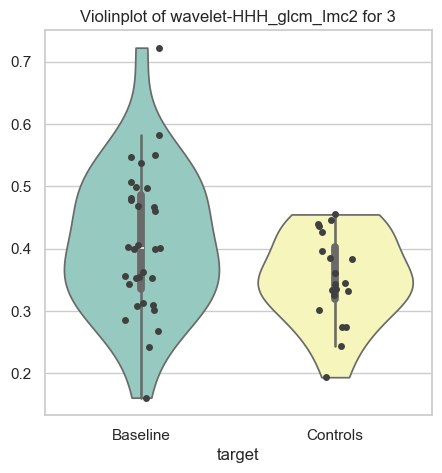 Violinplot of wavelet-HHH_glcm_Imc2 for 3
0.7
0.6
0.5
0.4
0.3
0.2
Baseline Controls
target